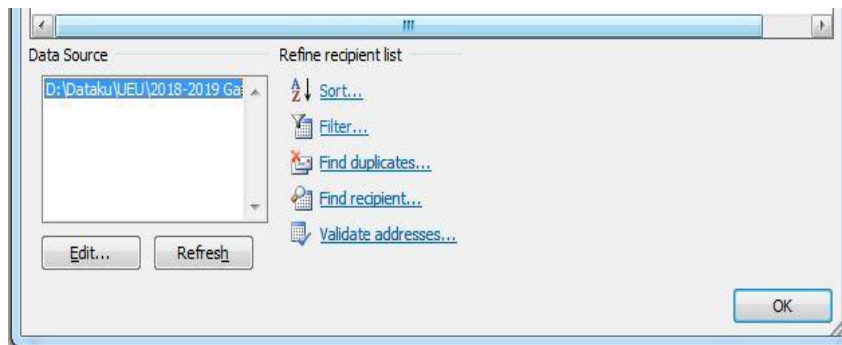 Data Source
Refine recipient list
D:\Dataku\UEU\2018-2019 Ga
Sort...
Filter...
Find duplicates...
Find recipient...
Validate addresses...
Edit...
Refresh
OK